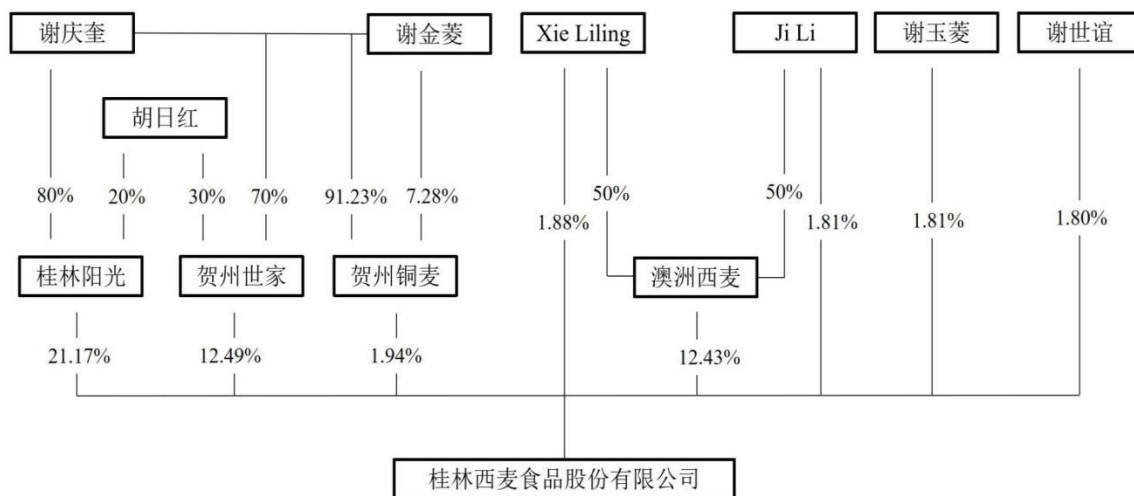 谢庆奎
谢金菱
Xie Liling
Ji Li
谢玉菱
谢世谊
胡日红
80%
20%
30%
70%
91.23%
7.28%
1.88%
50%
50%
1.81%
1.81%
1.80%
桂林阳光
贺州世家
贺州铜麦
澳洲西麦
21.17%
12.49%
1.94%
12.43%
桂林西麦食品股份有限公司